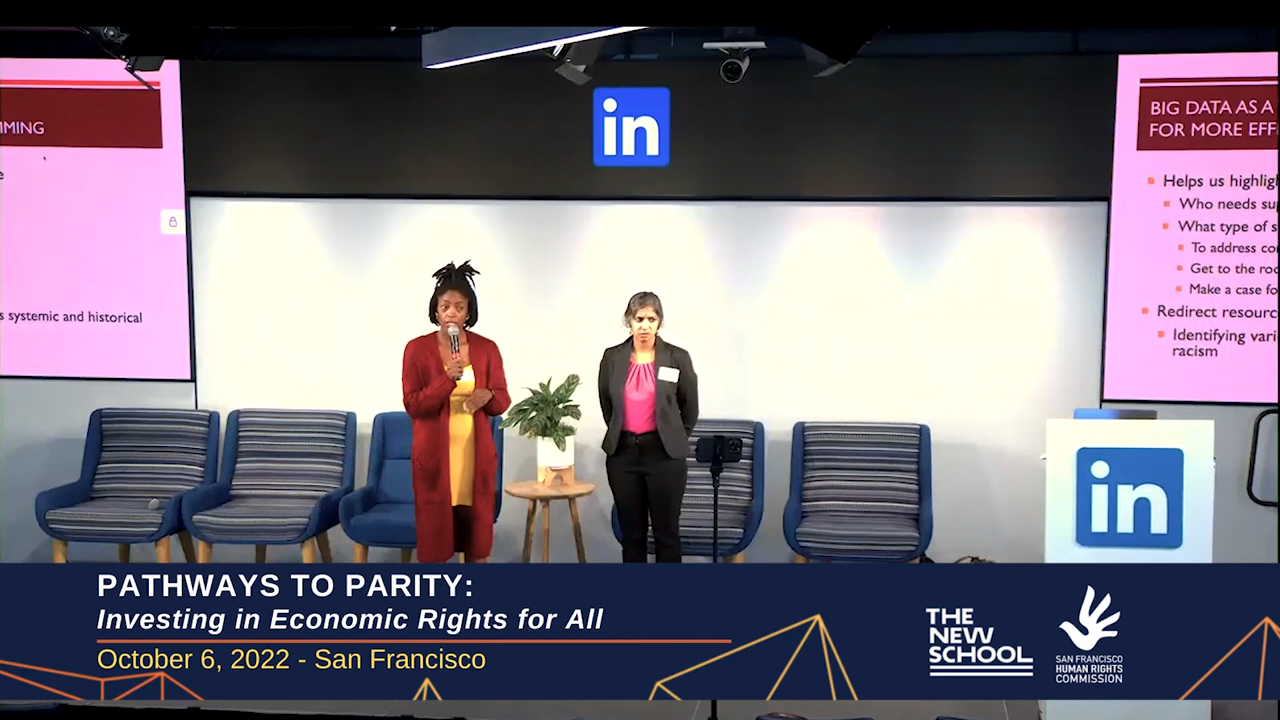 MMING
s systemic and historical
in
BIG DATA AS A
FOR MORE EFF
Helps us highligh
Who needs su
What type of s
To address co
Get to the roo
Make a case fo
Redirect resourc
Identifying vari
racism
in
PATHWAYS TO PARITY:
Investing in Economic Rights for All
October 6, 2022 - San Francisco
THE
NEW
SCHOOL
SAN FRANCISCO
HUMAN RIGHTS
COMMISSION